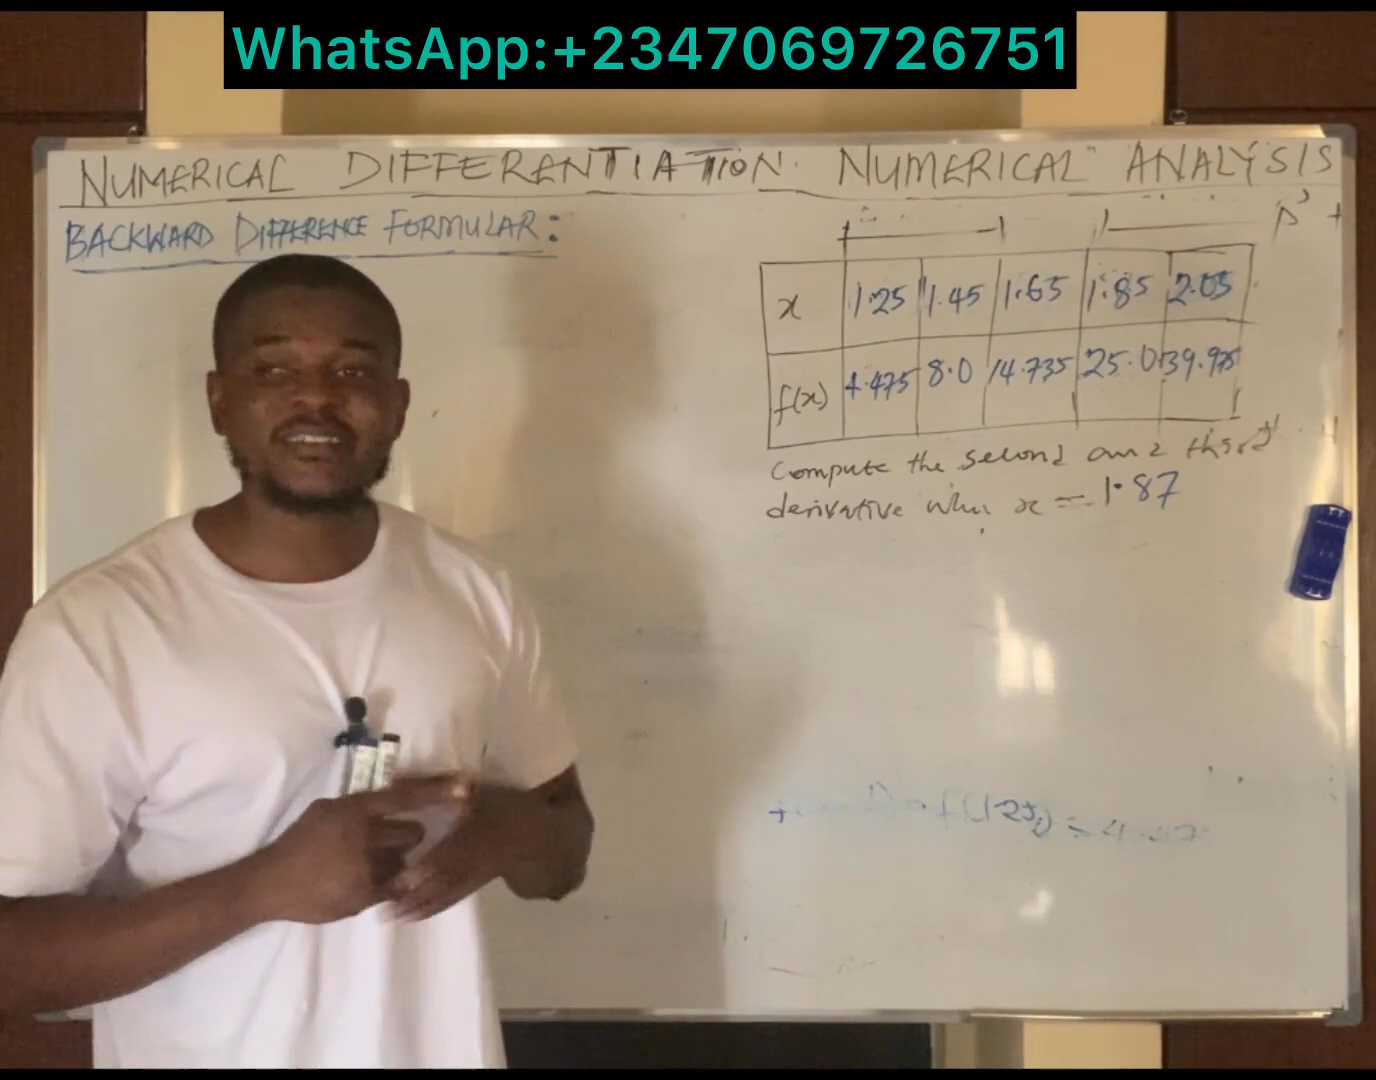 WhatsApp:+2347069726751
NUMERICAL DIFFERENTIATION. NUMERICAL ANALYSIS
BACKWARD DIFFERENCE FORMULAR:
x 1.25 1.45 1.65 1.85 2.05
f(x) 4.475 8.0 14.735 25.0 39.975
Compute the second and third
derivative when x = 1.87